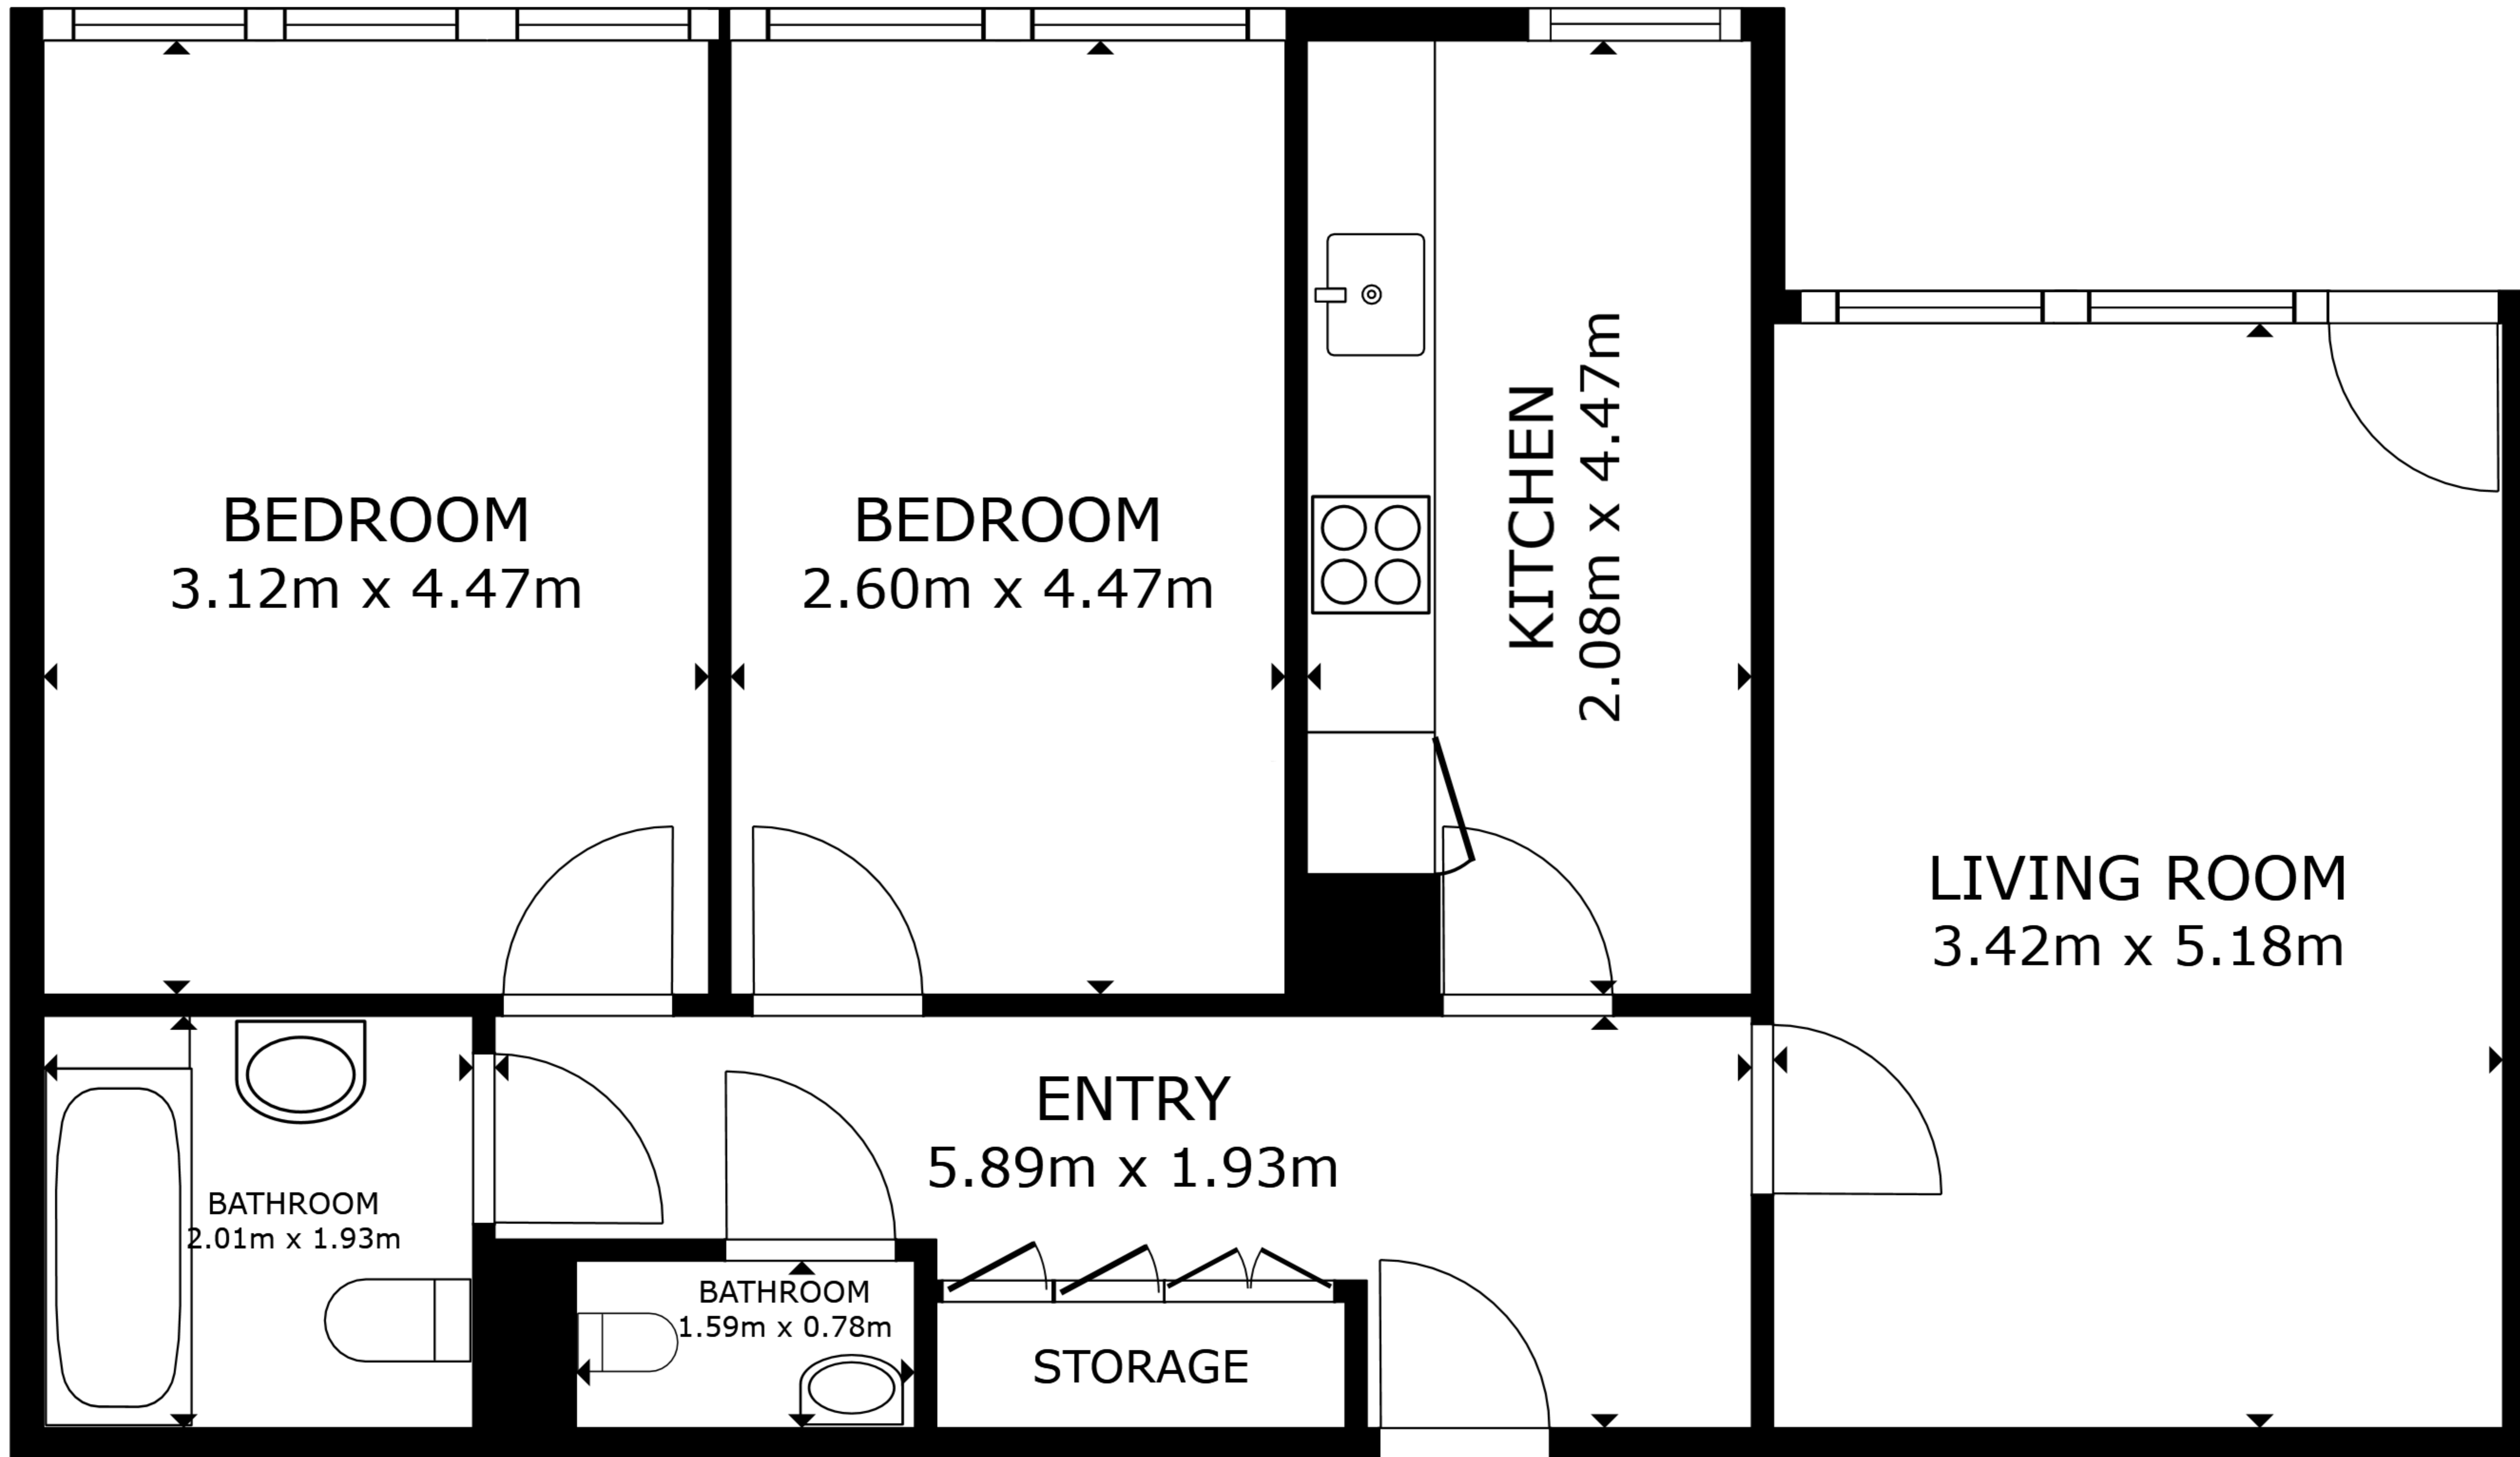 BEDROOM
3.12m x 4.47m
BEDROOM
2.60m x 4.47m
KITCHEN
2.08m x 4.47m
LIVING ROOM
3.42m x 5.18m
ENTRY
5.89m x 1.93m
BATHROOM
2.01m x 1.93m
BATHROOM
1.59m x 0.78m
STORAGE